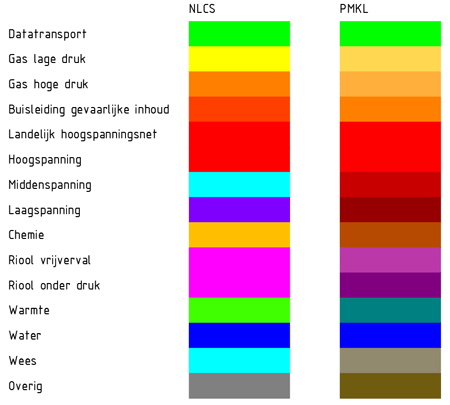 NLCS PMKL
Datatransport
Gas lage druk
Gas hoge druk
Buisleiding gevaarlijke inhoud
Landelijk hoogspanningsnet
Hoogspanning
Middenspanning
Laagspanning
Chemie
Riool vrijverval
Riool onder druk
Warmte
Water
Wees
Overig